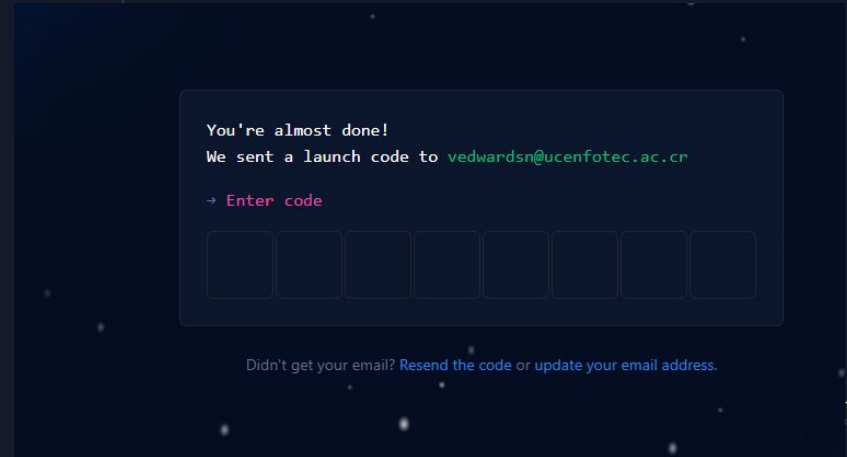 You're almost done!
We sent a launch code to vedwardsn@ucenfotec.ac.cr
→ Enter code
Didn't get your email? Resend the code or update your email address.